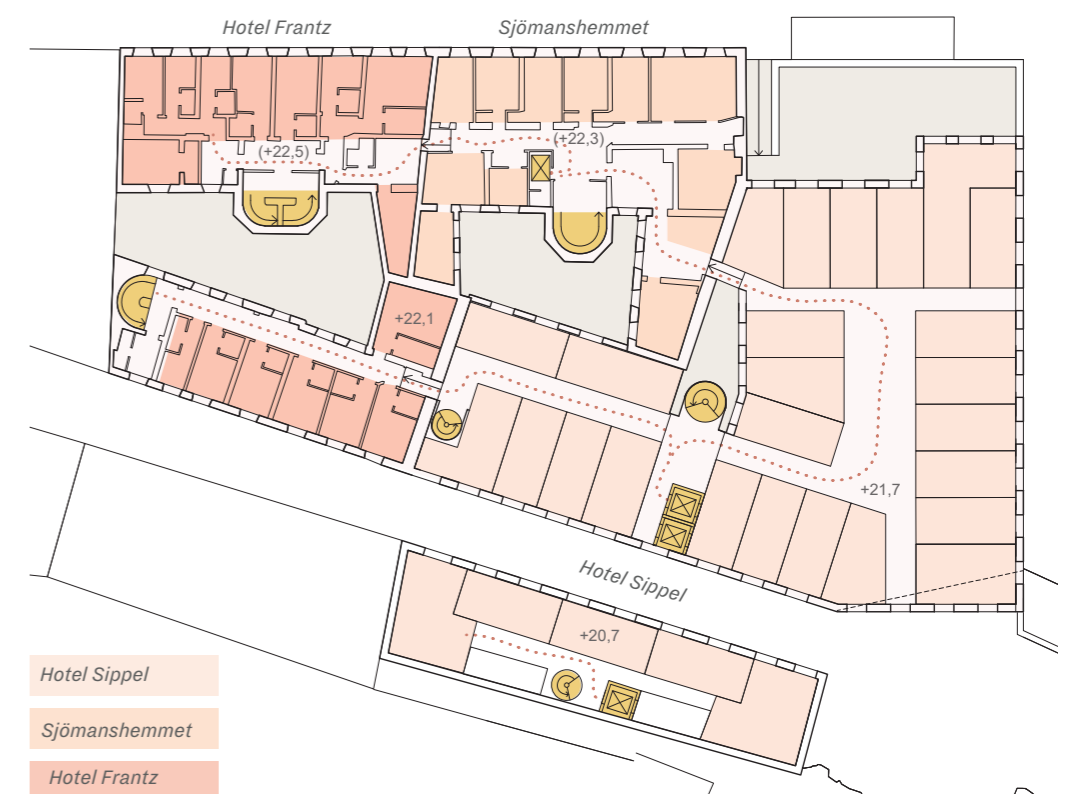 Hotel Frantz
Sjömanshemmet
(+22,5)
(+22,3)
+22,1
+21,7
Hotel Sippel
+20,7
Hotel Sippel
Sjömanshemmet
Hotel Frantz